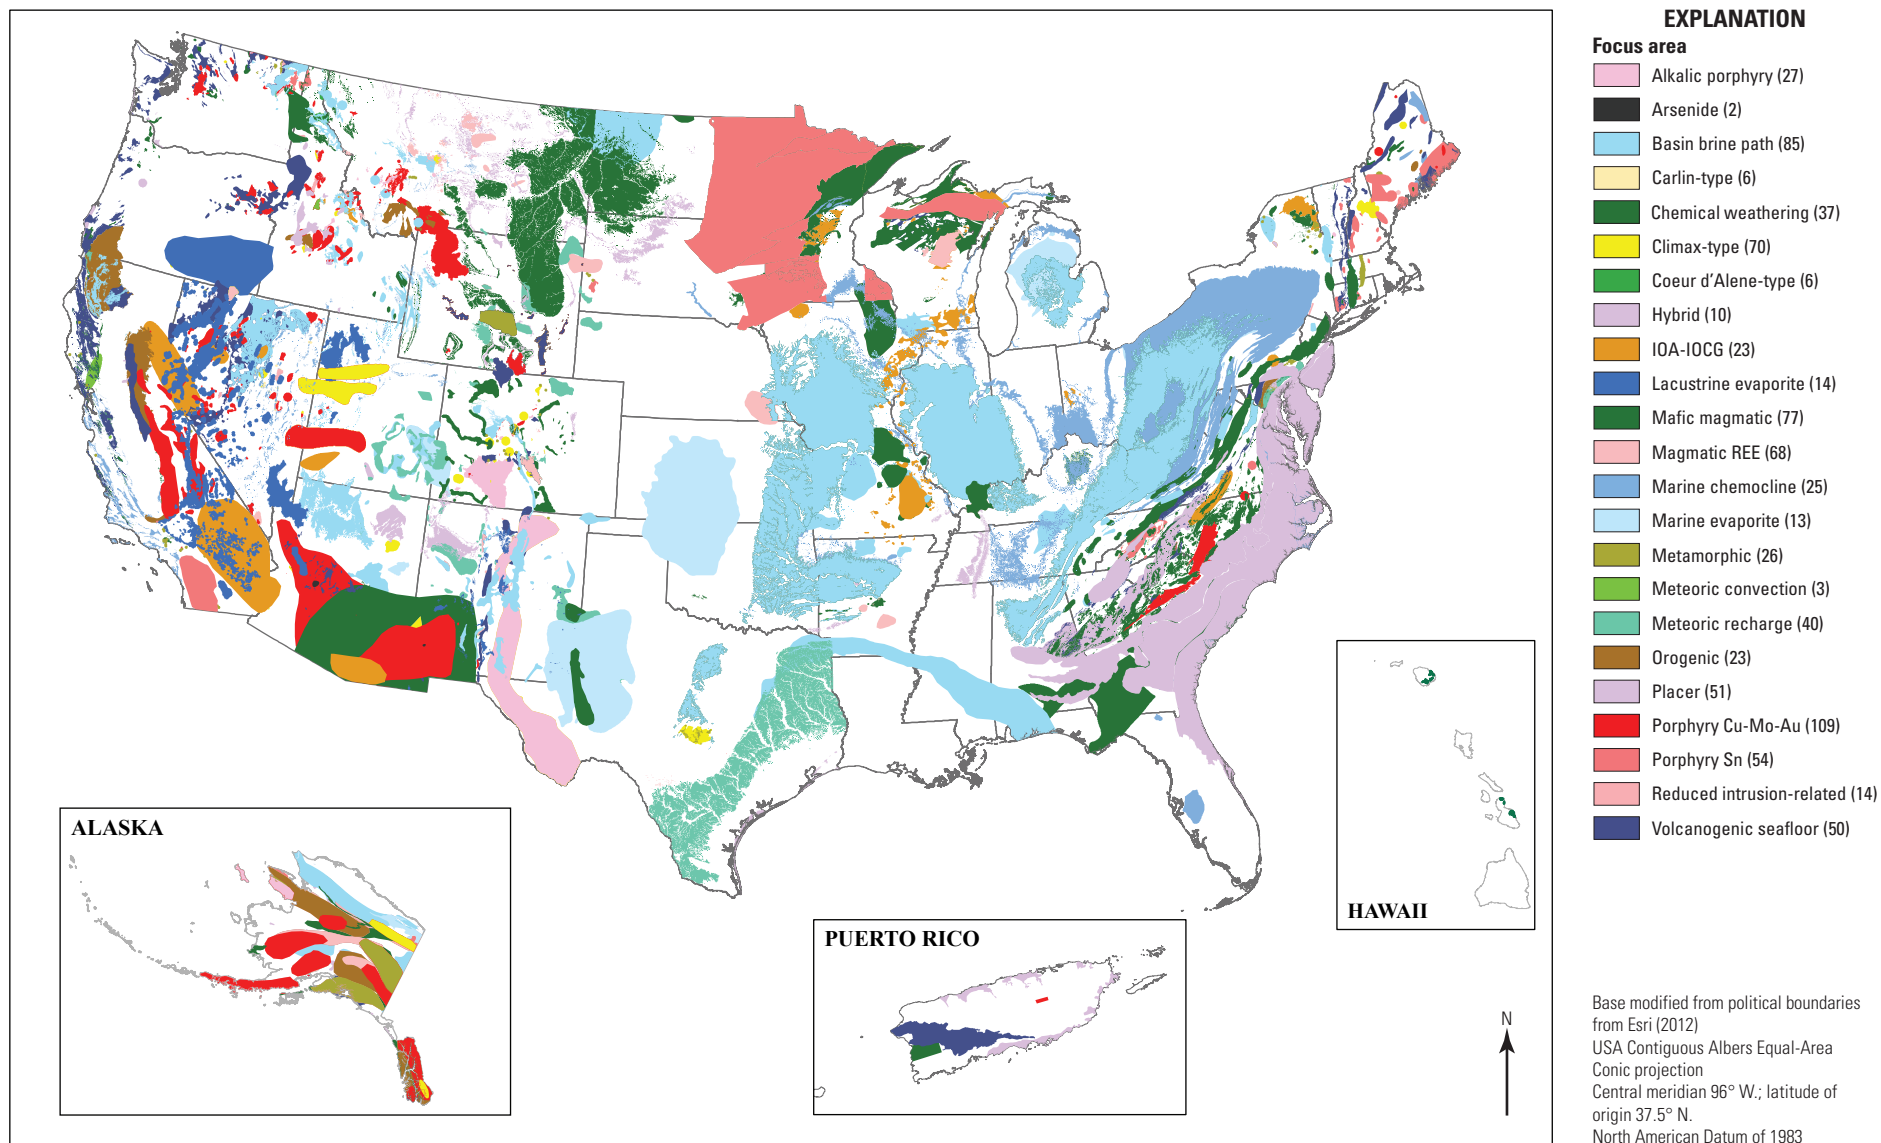 EXPLANATION
Focus area
Alkalic porphyry (27)
Arsenide (2)
Basin brine path (85)
Carlin-type (6)
Chemical weathering (37)
Climax-type (70)
Coeur d'Alene-type (6)
Hybrid (10)
IOA-IOCG (23)
Lacustrine evaporite (14)
Mafic magmatic (77)
Magmatic REE (68)
Marine chemocline (25)
Marine evaporite (13)
Metamorphic (26)
Meteoric convection (3)
Meteoric recharge (40)
Orogenic (23)
Placer (51)
Porphyry Cu-Mo-Au (109)
Porphyry Sn (54)
Reduced intrusion-related (14)
Volcanogenic seafloor (50)
ALASKA
PUERTO RICO
HAWAII
N
Base modified from political boundaries
from Esri (2012)
USA Contiguous Albers Equal-Area
Conic projection
Central meridian 96° W.; latitude of
origin 37.5° N.
North American Datum of 1983